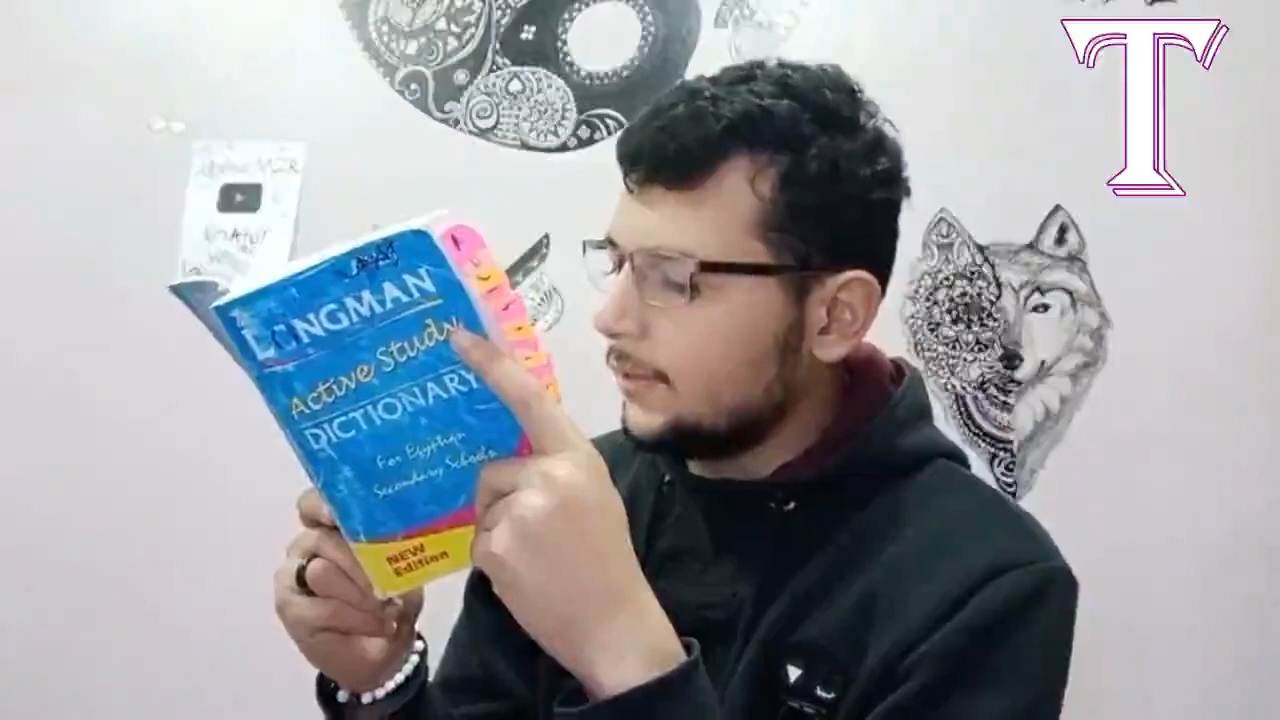 T
LONGMAN
Active Study
DICTIONARY
For Egyptian
Secondary Schools
NEW
Edition